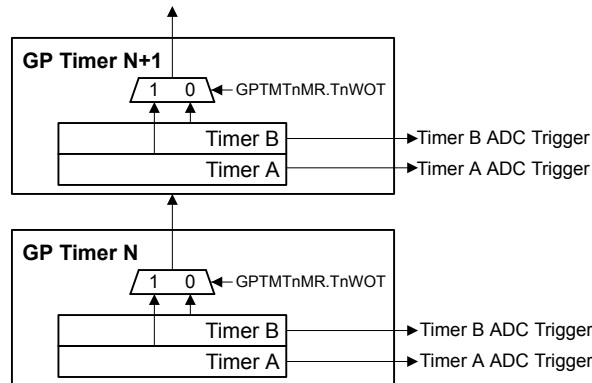 GP Timer N+1
1 0 GPTMTnMR.TnWOT
Timer B Timer B ADC Trigger
Timer A Timer A ADC Trigger
GP Timer N
1 0 GPTMTnMR.TnWOT
Timer B Timer B ADC Trigger
Timer A Timer A ADC Trigger